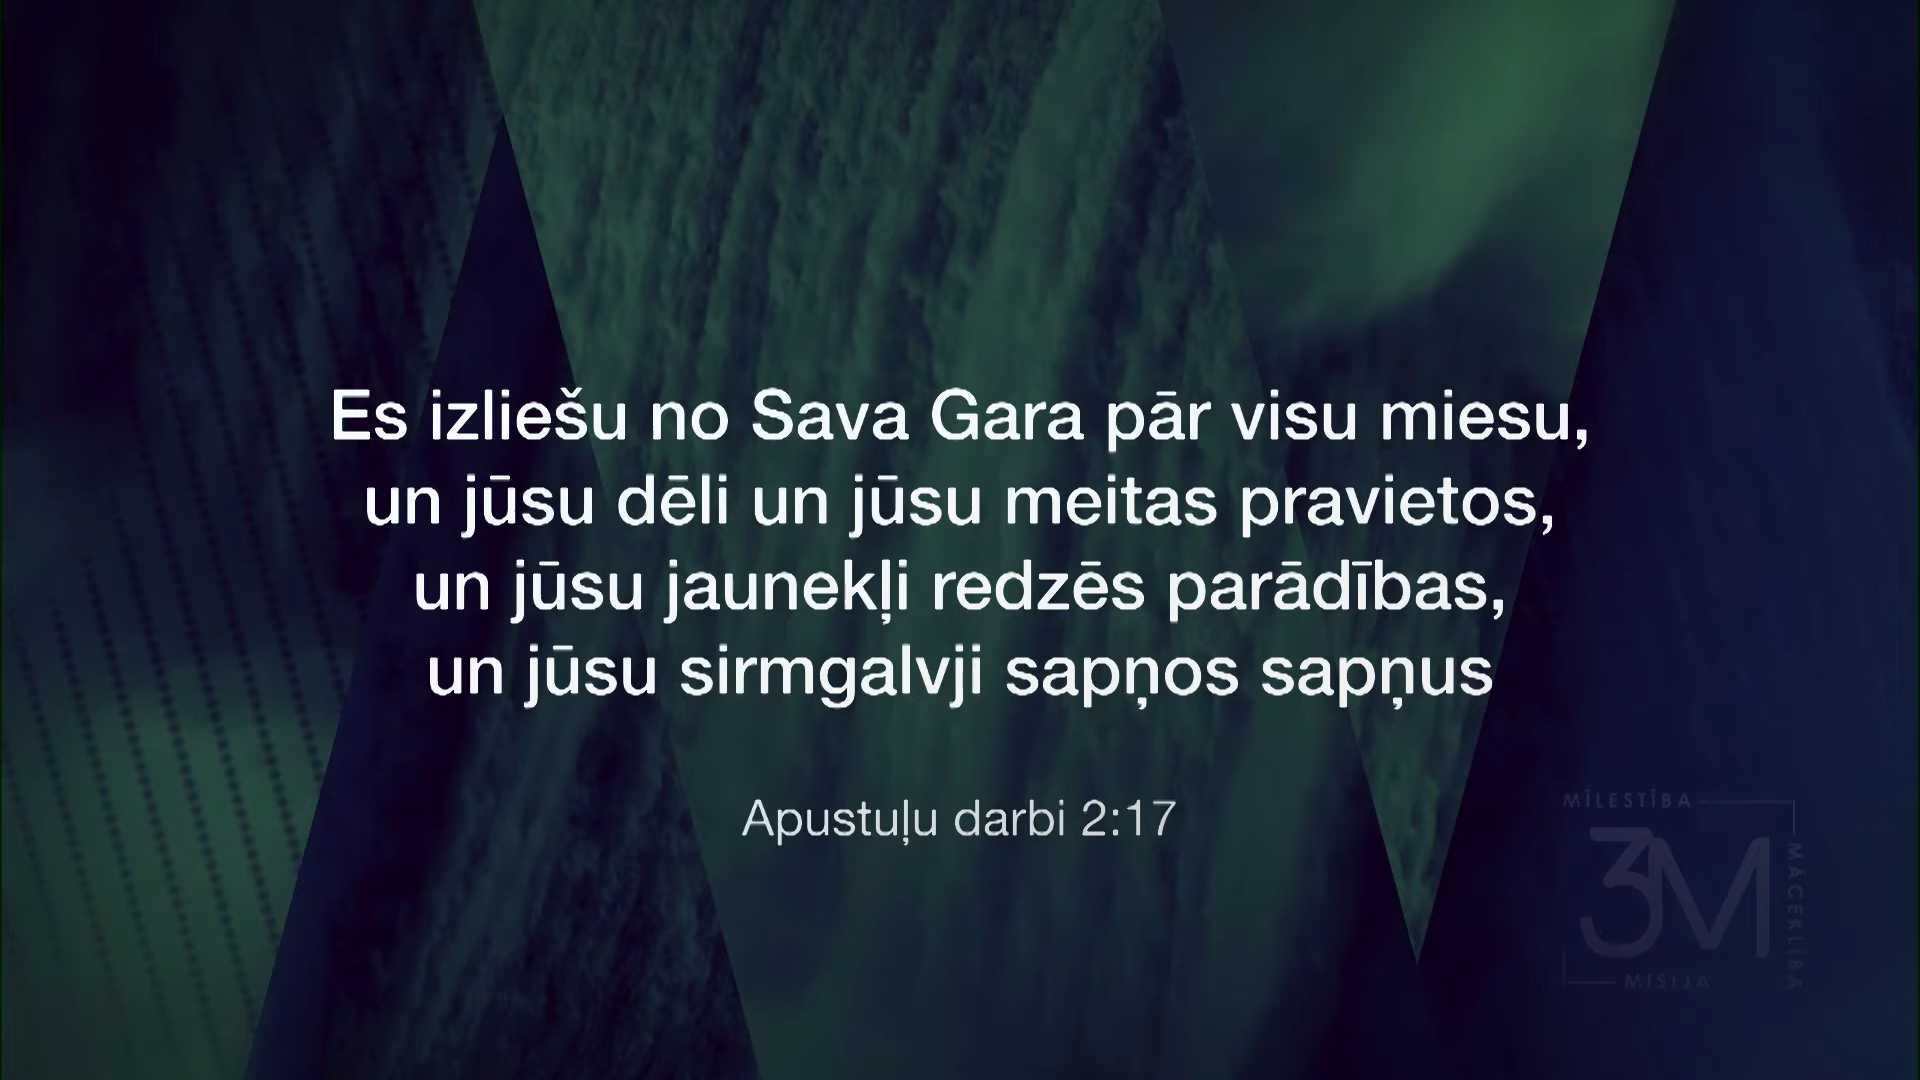 Es izliešu no Sava Gara pār visu miesu,
un jūsu dēli un jūsu meitas pravietos,
un jūsu jaunekļi redzēs parādības,
un jūsu sirmgalvji sapņos sapņus
Apustuļu darbi 2:17
MĪLESTĪBA
3M
MĀCEKLĪBA
MISIJA